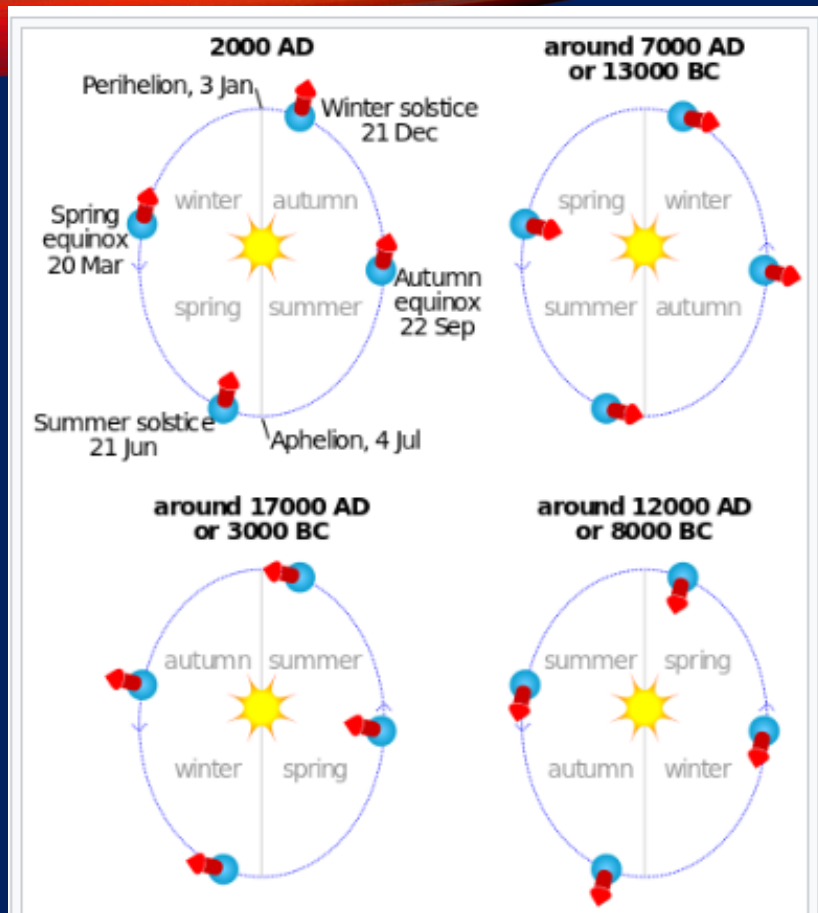 2000 AD
Perihelion, 3 Jan
Winter solstice
21 Dec
winter
autumn
Spring
equinox
20 Mar
spring
summer
Autumn
equinox
22 Sep
Summer solstice
21 Jun
Aphelion, 4 Jul
around 7000 AD
or 13000 BC
spring
winter
summer
autumn
around 17000 AD
or 3000 BC
autumn
summer
winter
spring
around 12000 AD
or 8000 BC
summer
spring
autumn
winter